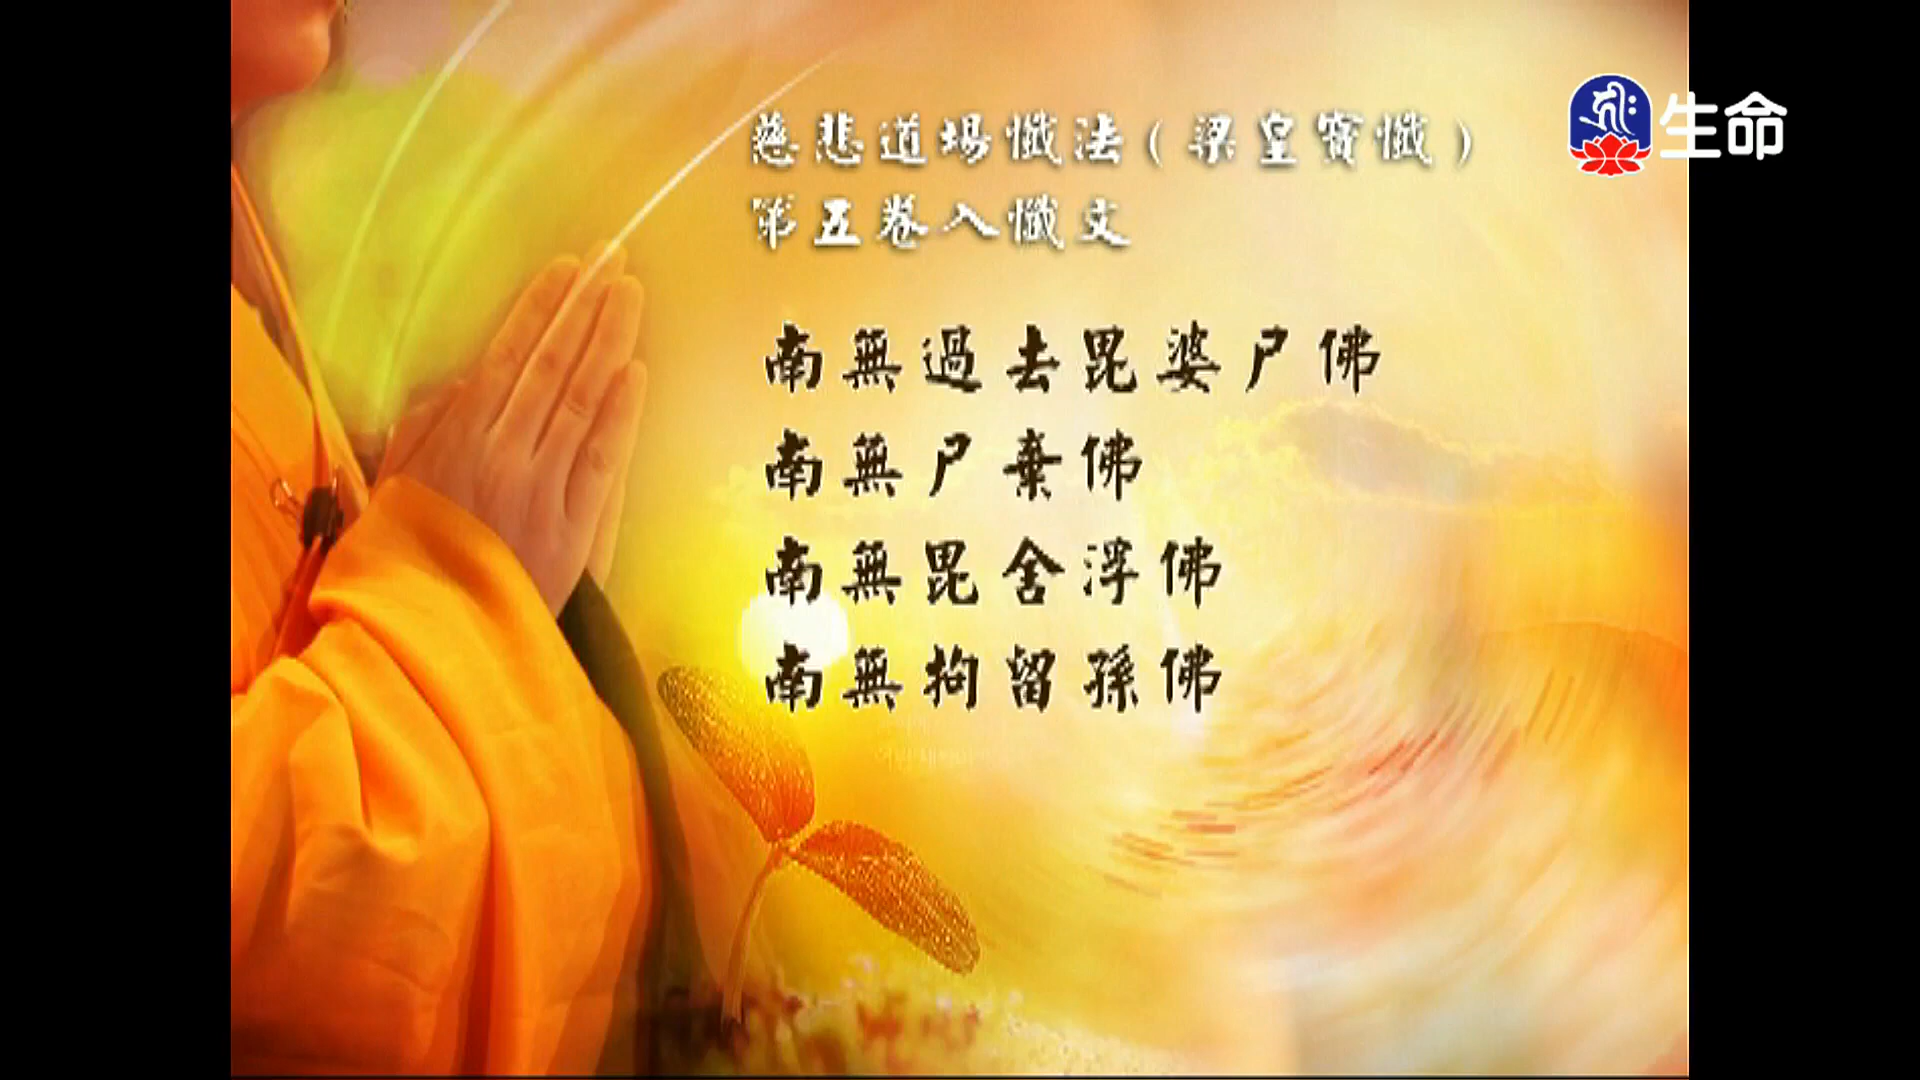 慈悲道場懺法(梁皇寶懺)
第五卷入懺文
南無過去毘婆尸佛
南無尸棄佛
南無毘舍浮佛
南無拘留孫佛
生命